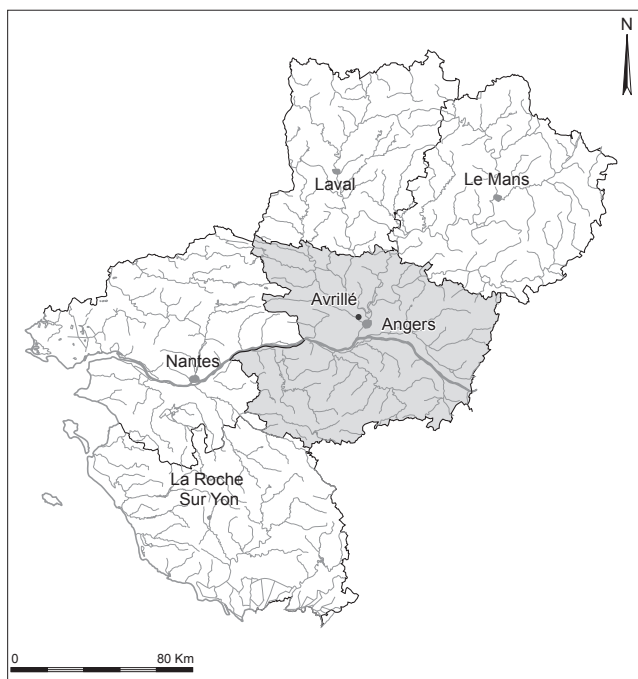 N
Laval
Le Mans
Avrillé
Angers
Nantes
La Roche
Sur Yon
0 80 Km